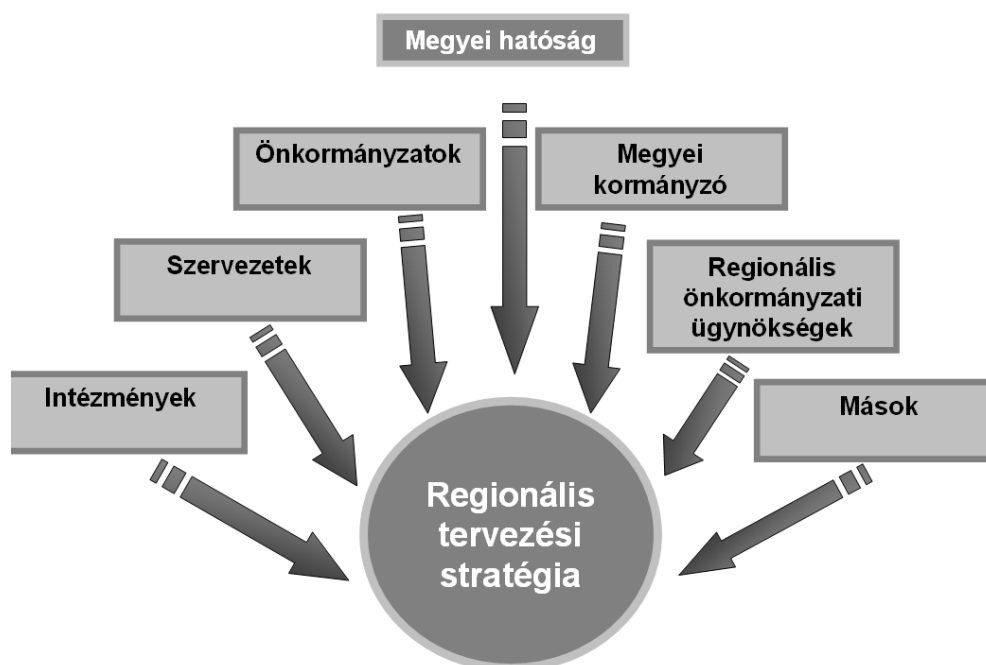 Megyei hatóság
Önkormányzatok
Megyei
kormányzó
Szervezetek
Regionális
önkormányzati
ügynökségek
Intézmények
Mások
Regionális
tervezési
stratégia